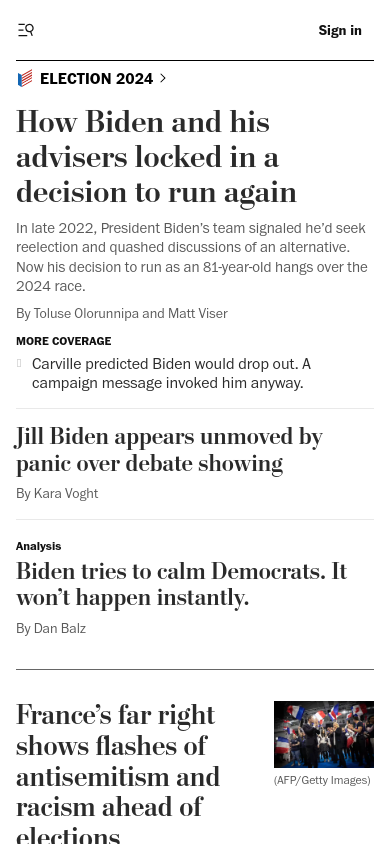 Sign in
ELECTION 2024
How Biden and his
advisers locked in a
decision to run again
In late 2022, President Biden's team signaled he'd seek
reelection and quashed discussions of an alternative.
Now his decision to run as an 81-year-old hangs over the
2024 race.
By Toluse Olorunnipa and Matt Viser
MORE COVERAGE
Carville predicted Biden would drop out. A
campaign message invoked him anyway.
Jill Biden appears unmoved by
panic over debate showing
By Kara Voght
Analysis
Biden tries to calm Democrats. It
won’t happen instantly.
By Dan Balz
France’s far right
shows flashes of
antisemitism and
racism ahead of
elections
(AFP/Getty Images)